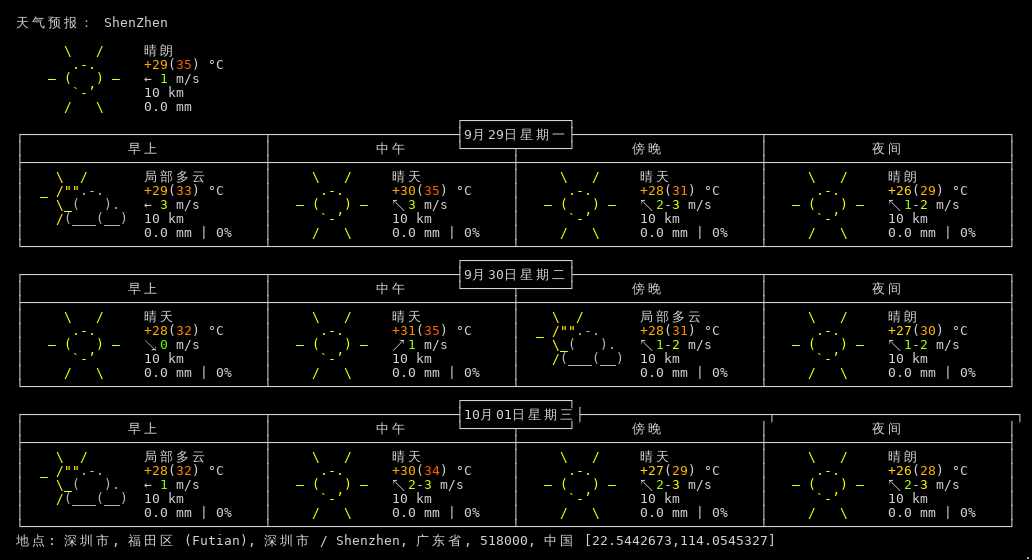 天气预报： ShenZhen
晴朗
+29(35) °C
← 1 m/s
10 km
0.0 mm
9月29日星期一
早上 中午 傍晚 夜间
局部多云 晴天 晴天 晴朗
+29(33) °C +30(35) °C +28(31) °C +26(29) °C
← 3 m/s ↖ 3 m/s ↖ 2-3 m/s ↖ 1-2 m/s
10 km 10 km 10 km 10 km
0.0 mm | 0% 0.0 mm | 0% 0.0 mm | 0% 0.0 mm | 0%
9月30日星期二
早上 中午 傍晚 夜间
晴天 晴天 局部多云 晴朗
+28(32) °C +31(35) °C +28(31) °C +27(30) °C
↘ 0 m/s ↗ 1 m/s ↖ 1-2 m/s ↖ 1-2 m/s
10 km 10 km 10 km 10 km
0.0 mm | 0% 0.0 mm | 0% 0.0 mm | 0% 0.0 mm | 0%
10月01日星期三
早上 中午 傍晚 夜间
局部多云 晴天 晴天 晴朗
+28(32) °C +30(34) °C +27(29) °C +26(28) °C
← 1 m/s ↖ 2-3 m/s ↖ 2-3 m/s ↖ 2-3 m/s
10 km 10 km 10 km 10 km
0.0 mm | 0% 0.0 mm | 0% 0.0 mm | 0% 0.0 mm | 0%
地点: 深圳市, 福田区 (Futian), 深圳市 / Shenzhen, 广东省, 518000, 中国 [22.5442673,114.0545327]